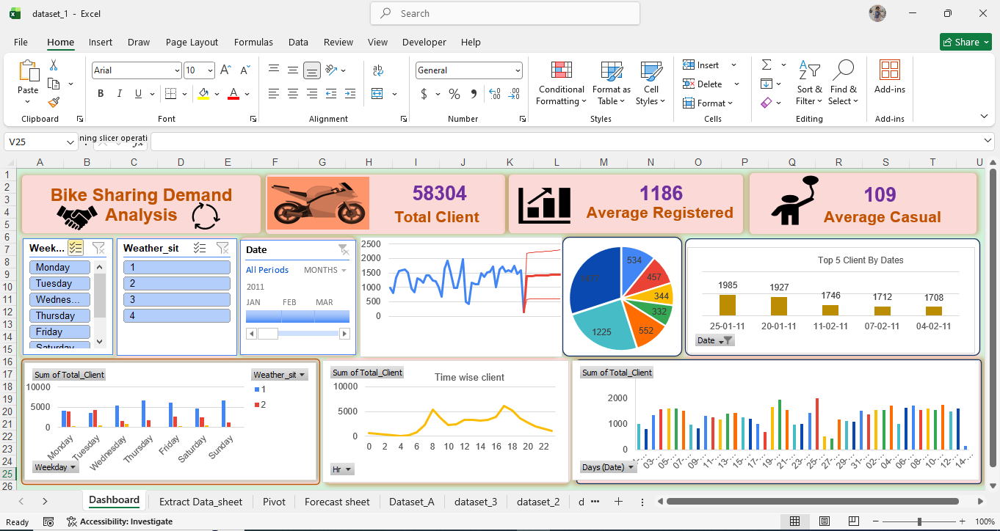 dataset_1 - Excel
Search
File Home Insert Draw Page Layout Formulas Data Review View Developer Help
Share
Paste
Clipboard
Arial 10
B I U
Font
ab
Alignment
General
$ % 9
Number
Conditional Formatting
Format as Table
Cell Styles
Styles
Insert
Delete
Format
Cells
Sort & Filter
Find & Select
Editing
Add-ins
Add-ins
V25
ning slicer operati
fx
A B C D E F G H I J K L M N O P Q R S T U
1
2
3
4
5
6
7
8
9
10
11
12
13
14
15
16
17
18
19
20
21
22
23
24
25
26
Bike Sharing Demand
Analysis
58304
Total Client
1186
Average Registered
109
Average Casual
Week...
Monday
Tuesday
Wednes...
Thursday
Friday
Saturday
Weather_sit
1
2
3
4
Date
All Periods MONTHS
2011
JAN FEB MAR
2500
2000
1500
1000
500
0
534
457
344
332
552
1225
Top 5 Client By Dates
1985 1927 1746 1712 1708
25-01-11 20-01-11 11-02-11 07-02-11 04-02-11
Date
Sum of Total_Client
10000
5000
0
Monday Tuesday Wednesday Thursday Friday Saturday Sunday
Weather_sit
1
2
Weekday
Sum of Total_Client
Time wise client
10000
5000
0
0 2 4 6 8 10 12 14 16 18 20 22
Hr
Sum of Total_Client
2000
1000
0
03-... 05-... 07-... 09-... 11-... 13-... 15-... 17-... 19-... 21-... 23-... 25-... 27-... 29-... 31-... 02-... 04-... 06-... 08-... 10-... 12-... 14-...
Days (Date)
Dashboard Extract Data_sheet Pivot Forecast sheet Dataset_A dataset_3 dataset_2 d ...
Ready
Accessibility: Investigate
100%